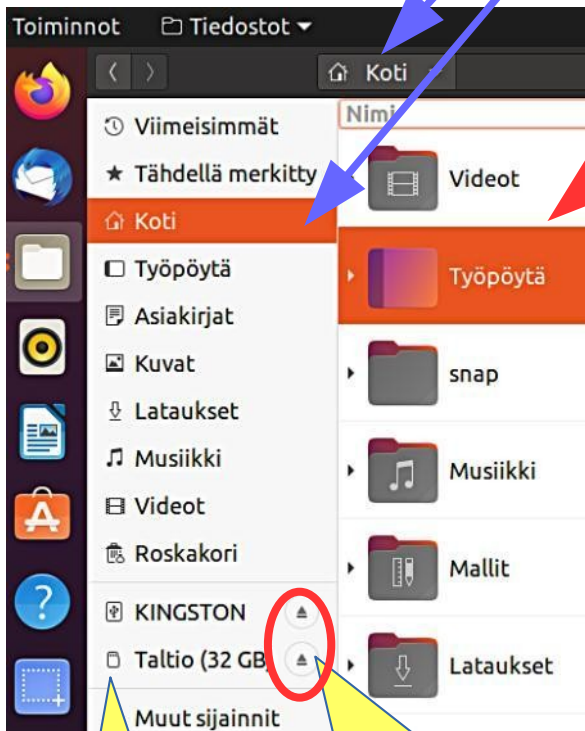 Toiminnot Tiedostot
Koti
Viimeisimmät
Tähdellä merkitty
Koti
Työpöytä
Asiakirjat
Kuvat
Lataukset
Musiikki
Videot
Roskakori
KINGSTON
Taltio (32 GB)
Muut sijainnit
Nimi
Videot
Työpöytä
snap
Musiikki
Mallit
Lataukset